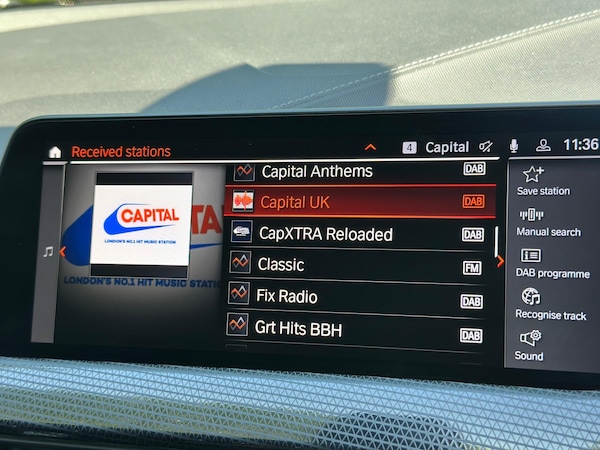 Received stations
4 Capital
11:36
CAPITAL
LONDON'S NO.1 HIT MUSIC STATION
TA
LONDON'S NO.1 HIT MUSIC STATI
Capital Anthems DAB
Capital UK DAB
CapXTRA Reloaded DAB
Classic FM
Fix Radio DAB
Grt Hits BBH DAB
Save station
Manual search
DAB programme
Recognise track
Sound